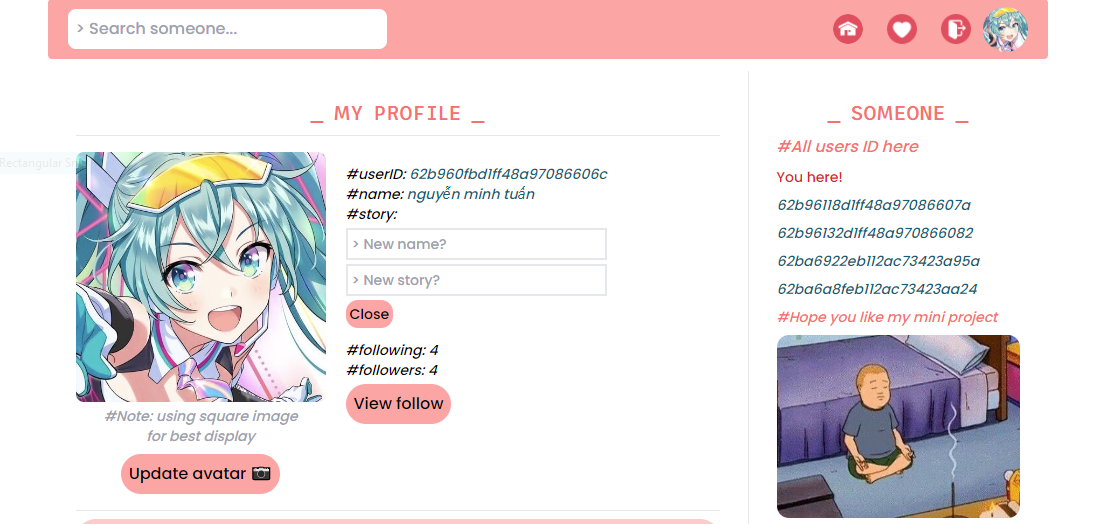 > Search someone...
_ MY PROFILE _
Rectangular Sn
#userID: 62b960fbd1ff48a97086606c
#name: nguyễn minh tuấn
#story:
> New name?
> New story?
Close
#following: 4
#followers: 4
View follow
#Note: using square image
for best display
Update avatar
_ SOMEONE _
#All users ID here
You here!
62b96118d1ff48a97086607a
62b96132d1ff48a970866082
62ba6922eb112ac73423a95a
62ba6a8feb112ac73423aa24
#Hope you like my mini project